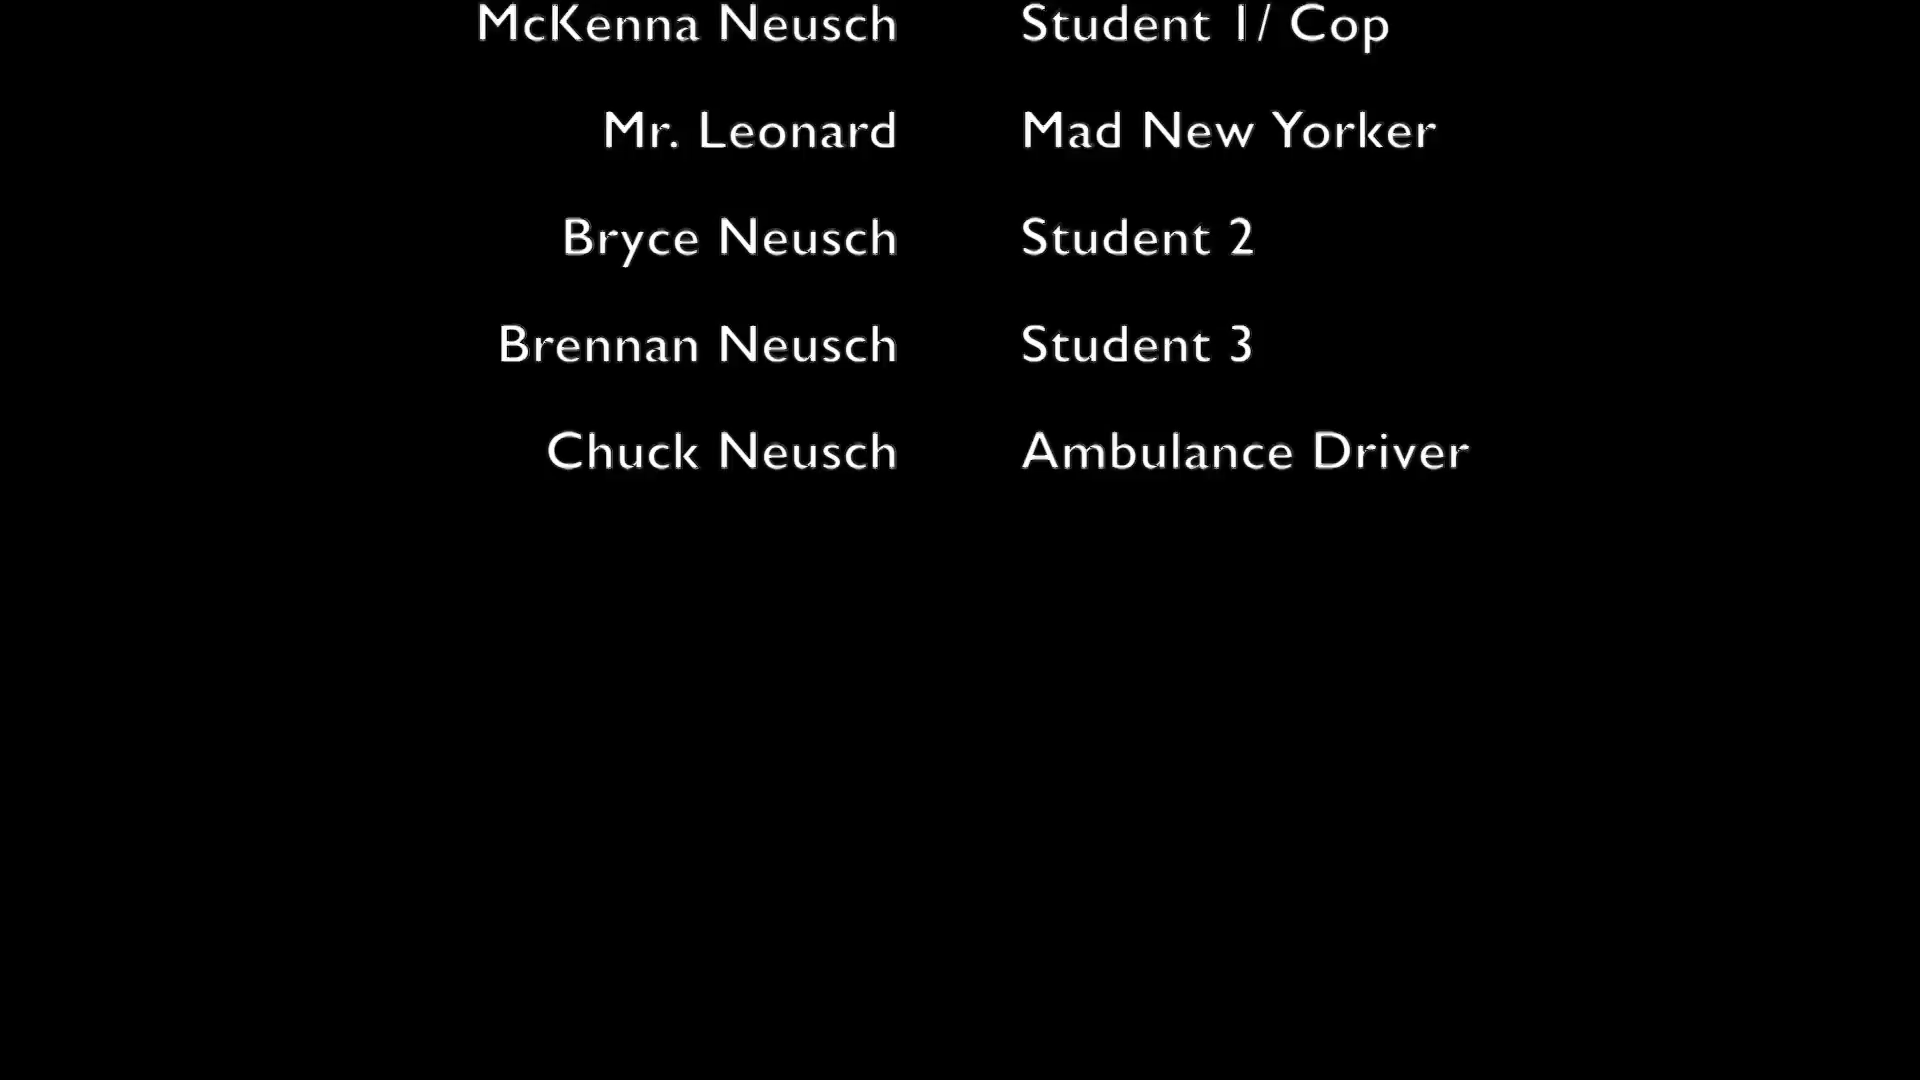 McKenna Neusch Student 1/ Cop
Mr. Leonard Mad New Yorker
Bryce Neusch Student 2
Brennan Neusch Student 3
Chuck Neusch Ambulance Driver